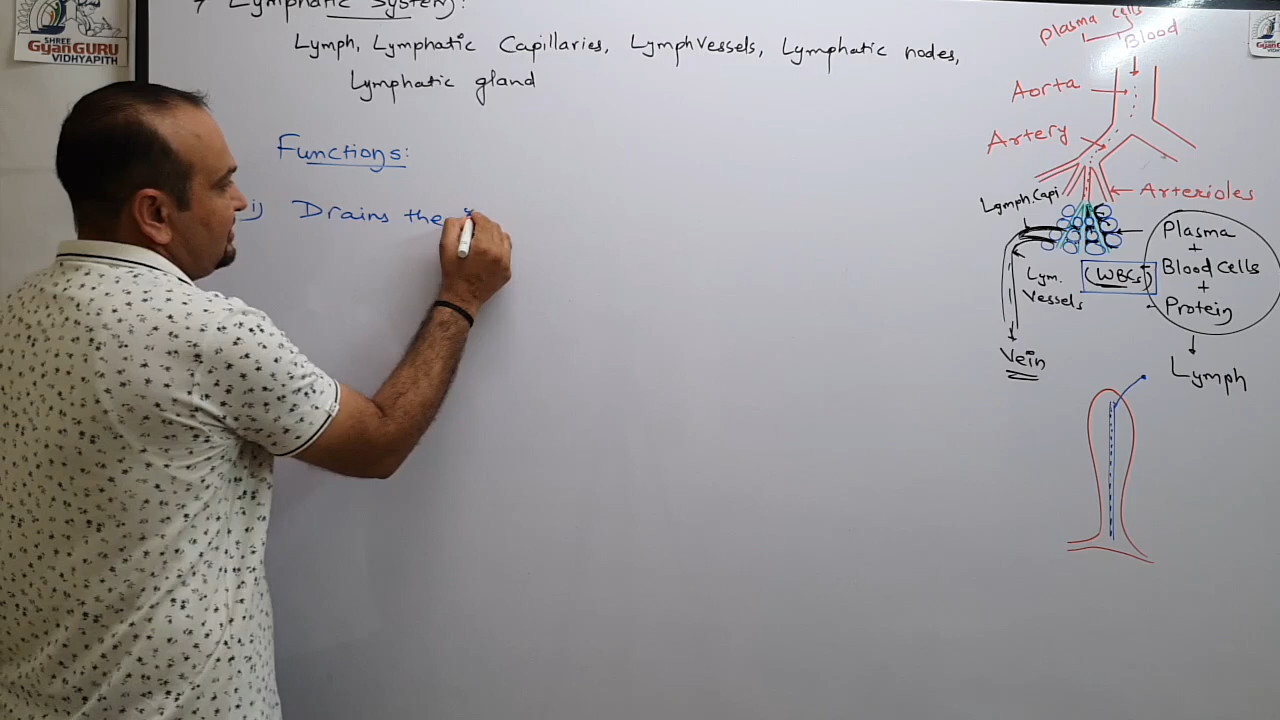 Lymphatic System:
Lymph, Lymphatic Capillaries, Lymph Vessels, Lymphatic nodes,
Lymphatic gland
Functions:
i) Drains the
SHREE
GyanGURU
VIDHYAPITH
plasma cells
Blood
Aorta
Artery
Arterioles
Lymph. Capi
Plasma
+
Blood Cells
+
Protein
(WBCs)
Lym.
Vessels
Vein
Lymph